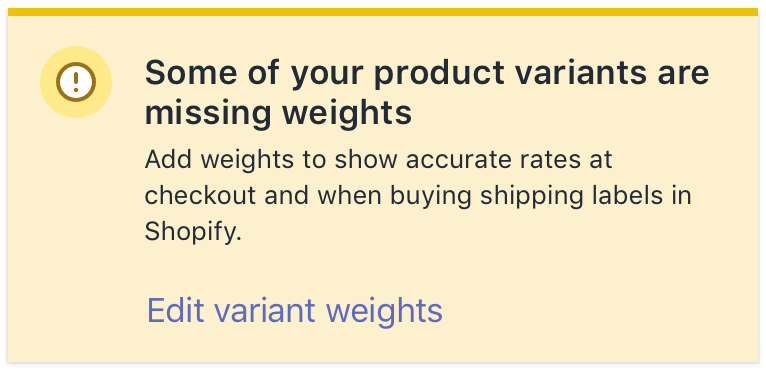 Some of your product variants are
missing weights
Add weights to show accurate rates at
checkout and when buying shipping labels in
Shopify.
Edit variant weights